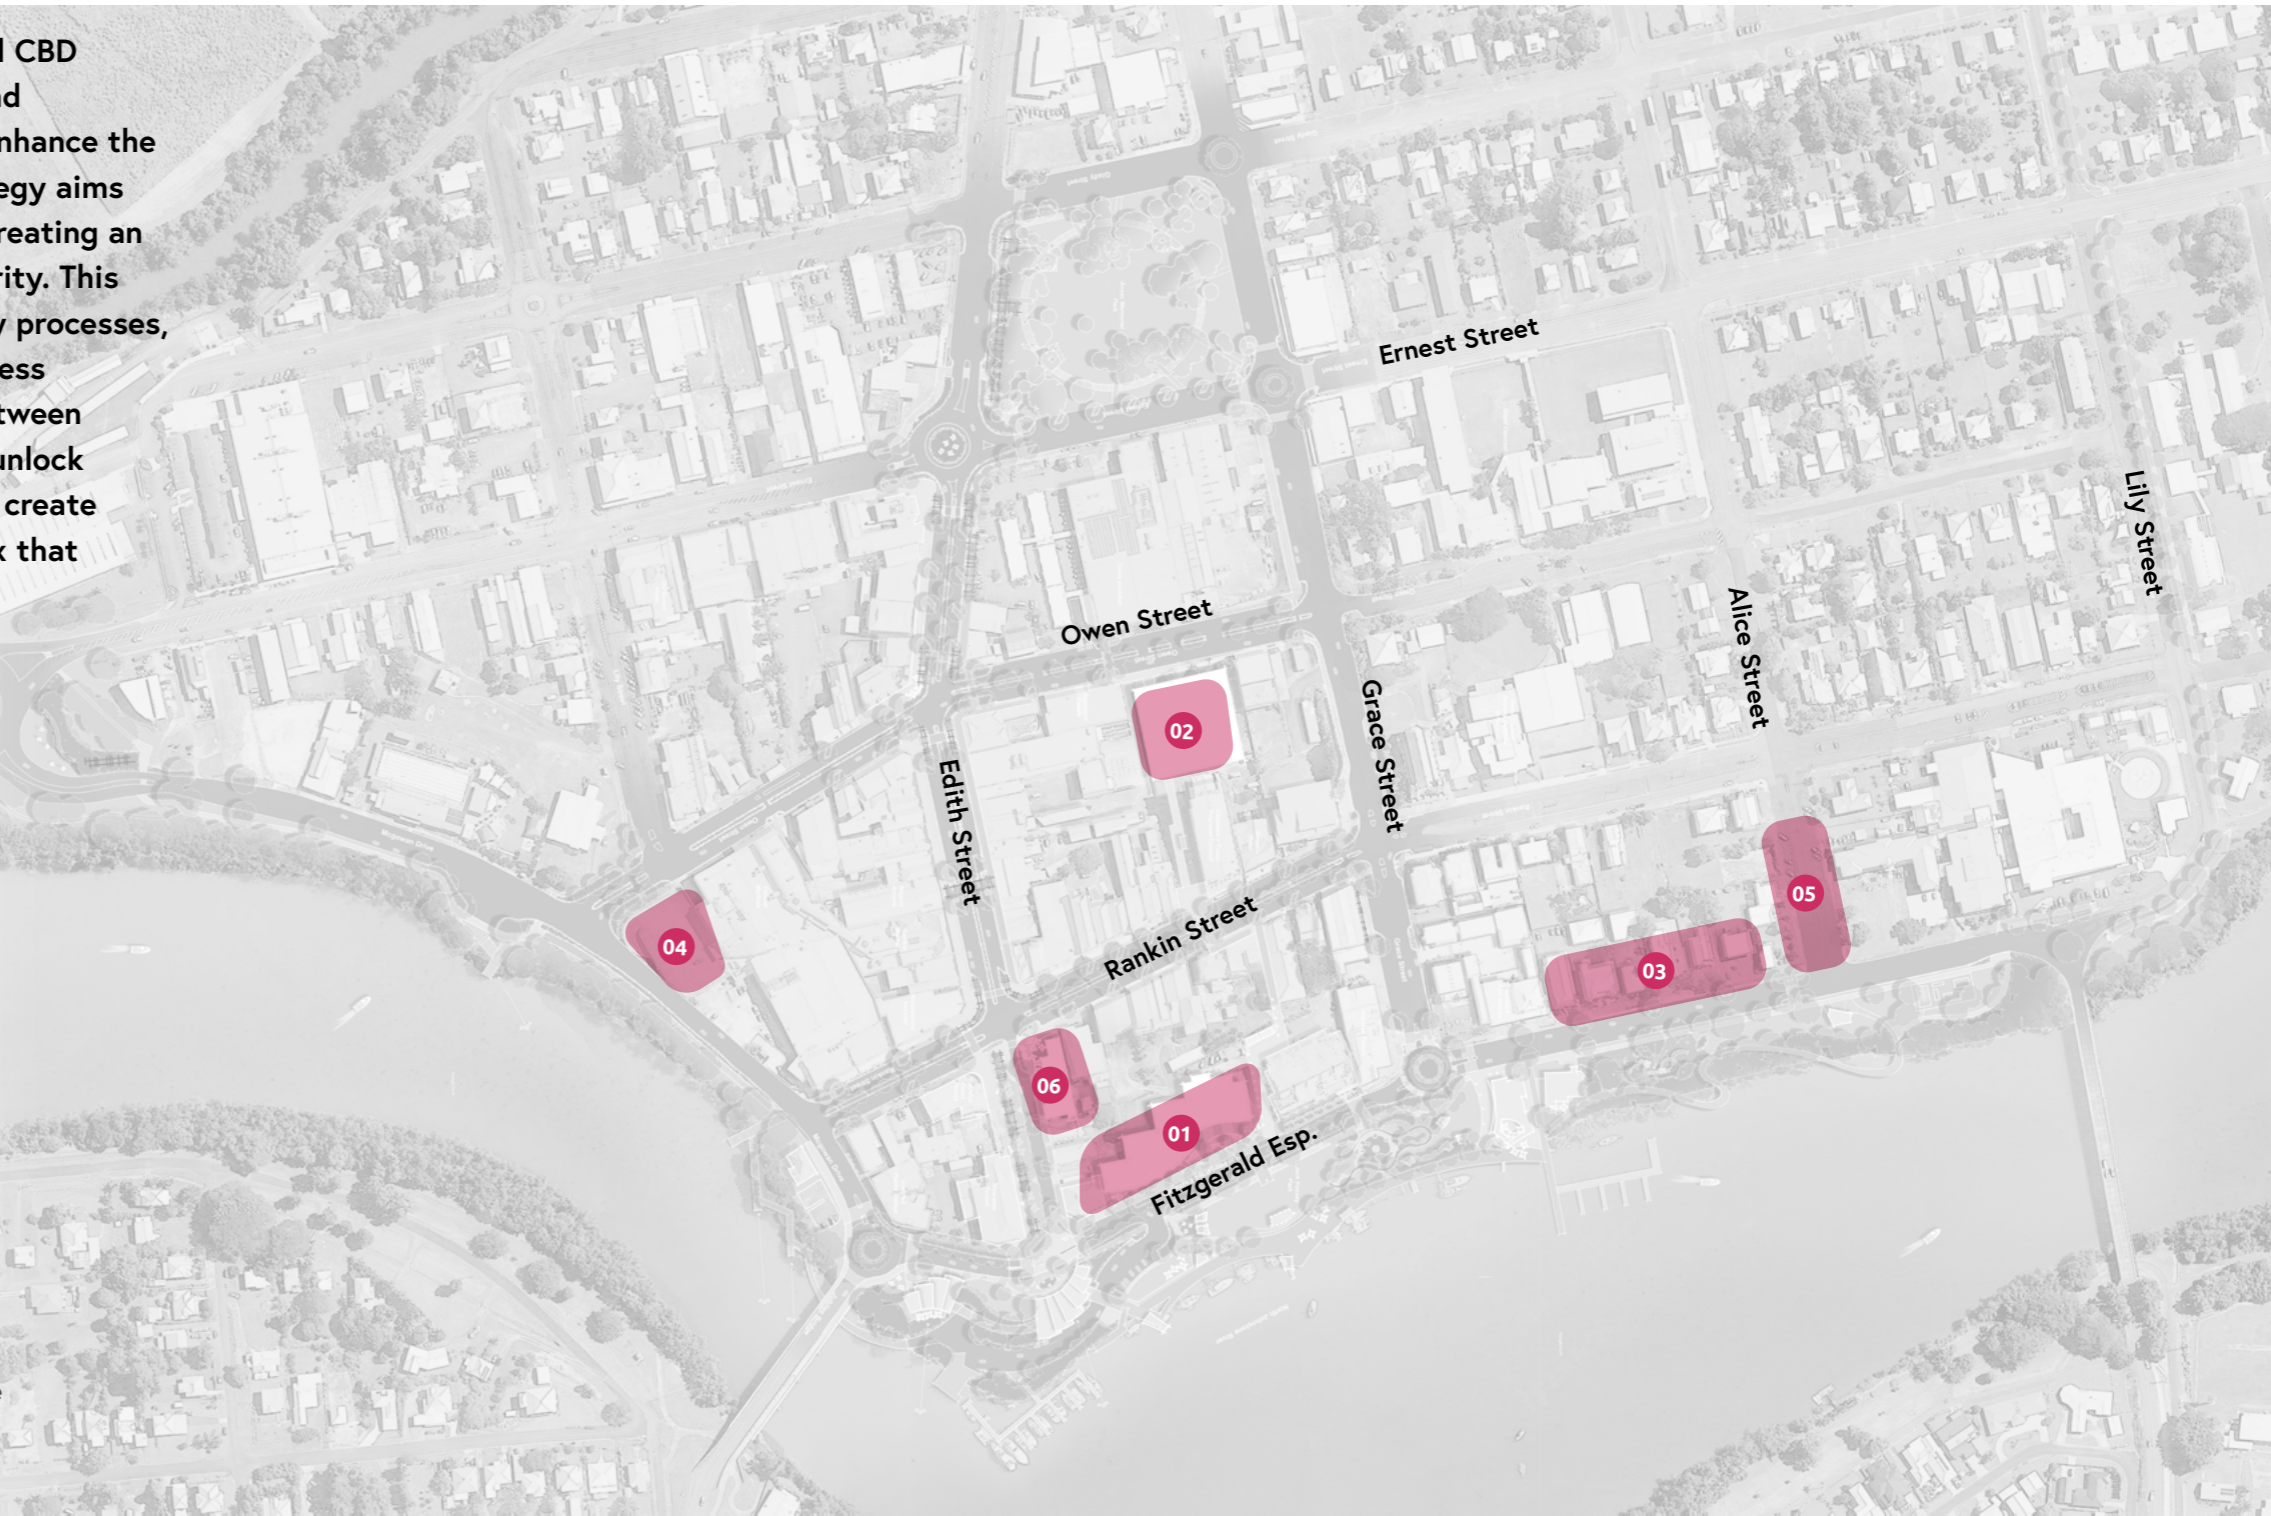 CBD
nhance the
egy aims
reating an
rity. This
processes,
ess
tween
unlock
create
that
Ernest Street
Lily Street
Owen Street
Alice Street
Grace Street
02
Edith Street
05
Rankin Street
04
03
06
01
Fitzgerald Esp.